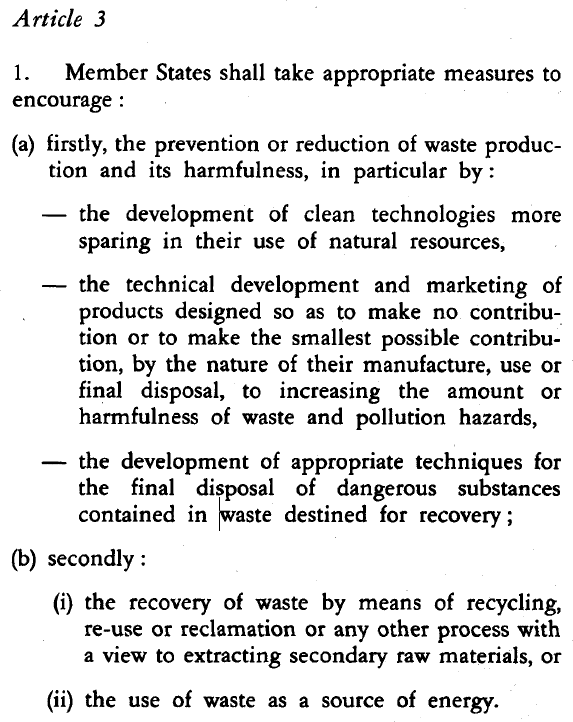 Article 3
1. Member States shall take appropriate measures to
encourage :
(a) firstly, the prevention or reduction of waste produc-
tion and its harmfulness, in particular by :
— the development of clean technologies more
sparing in their use of natural resources,
— the technical development and marketing of
products designed so as to make no contribu-
tion or to make the smallest possible contribu-
tion, by the nature of their manufacture, use or
final disposal, to increasing the amount or
harmfulness of waste and pollution hazards,
— the development of appropriate techniques for
the final disposal of dangerous substances
contained in waste destined for recovery ;
(b) secondly :
(i) the recovery of waste by means of recycling,
re-use or reclamation or any other process with
a view to extracting secondary raw materials, or
(ii) the use of waste as a source of energy.